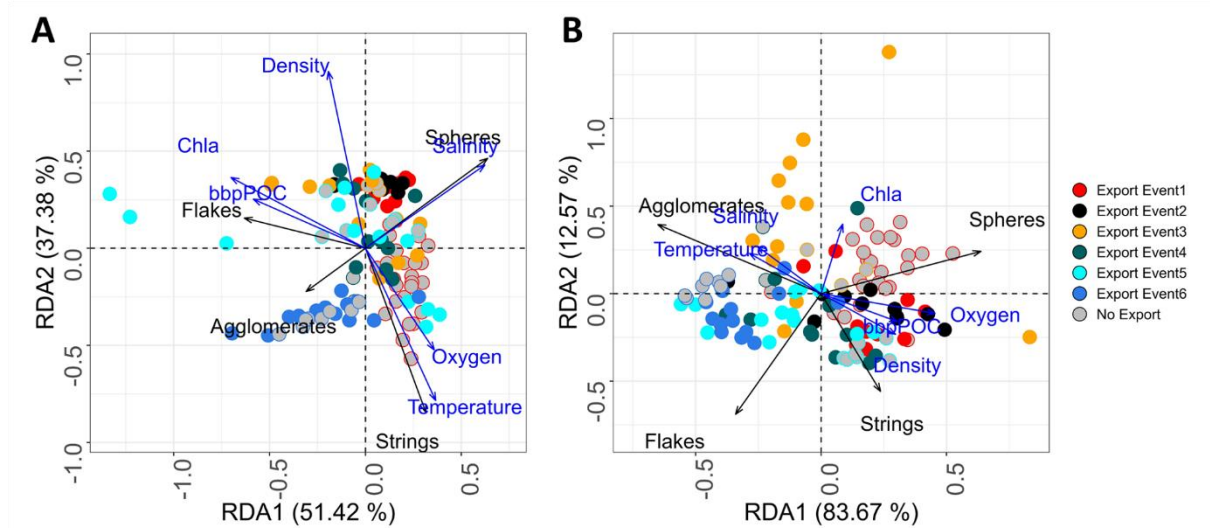 A
B
Density
Chla
Spheres
Salinity
bbpPOC
Flakes
Agglomerates
Oxygen
Temperature
Strings
1.0
0.5
0.0
-0.5
-1.0
RDA2 (37.38 %)
-1.0
-0.5
0.0
0.5
RDA1 (51.42 %)
Chla
Agglomerates
Salinity
Spheres
Temperature
Oxygen
bbpPOC
Density
Strings
Flakes
1.0
0.5
0.0
-0.5
RDA2 (12.57 %)
-0.5
0.0
0.5
RDA1 (83.67 %)
Export Event1
Export Event2
Export Event3
Export Event4
Export Event5
Export Event6
No Export